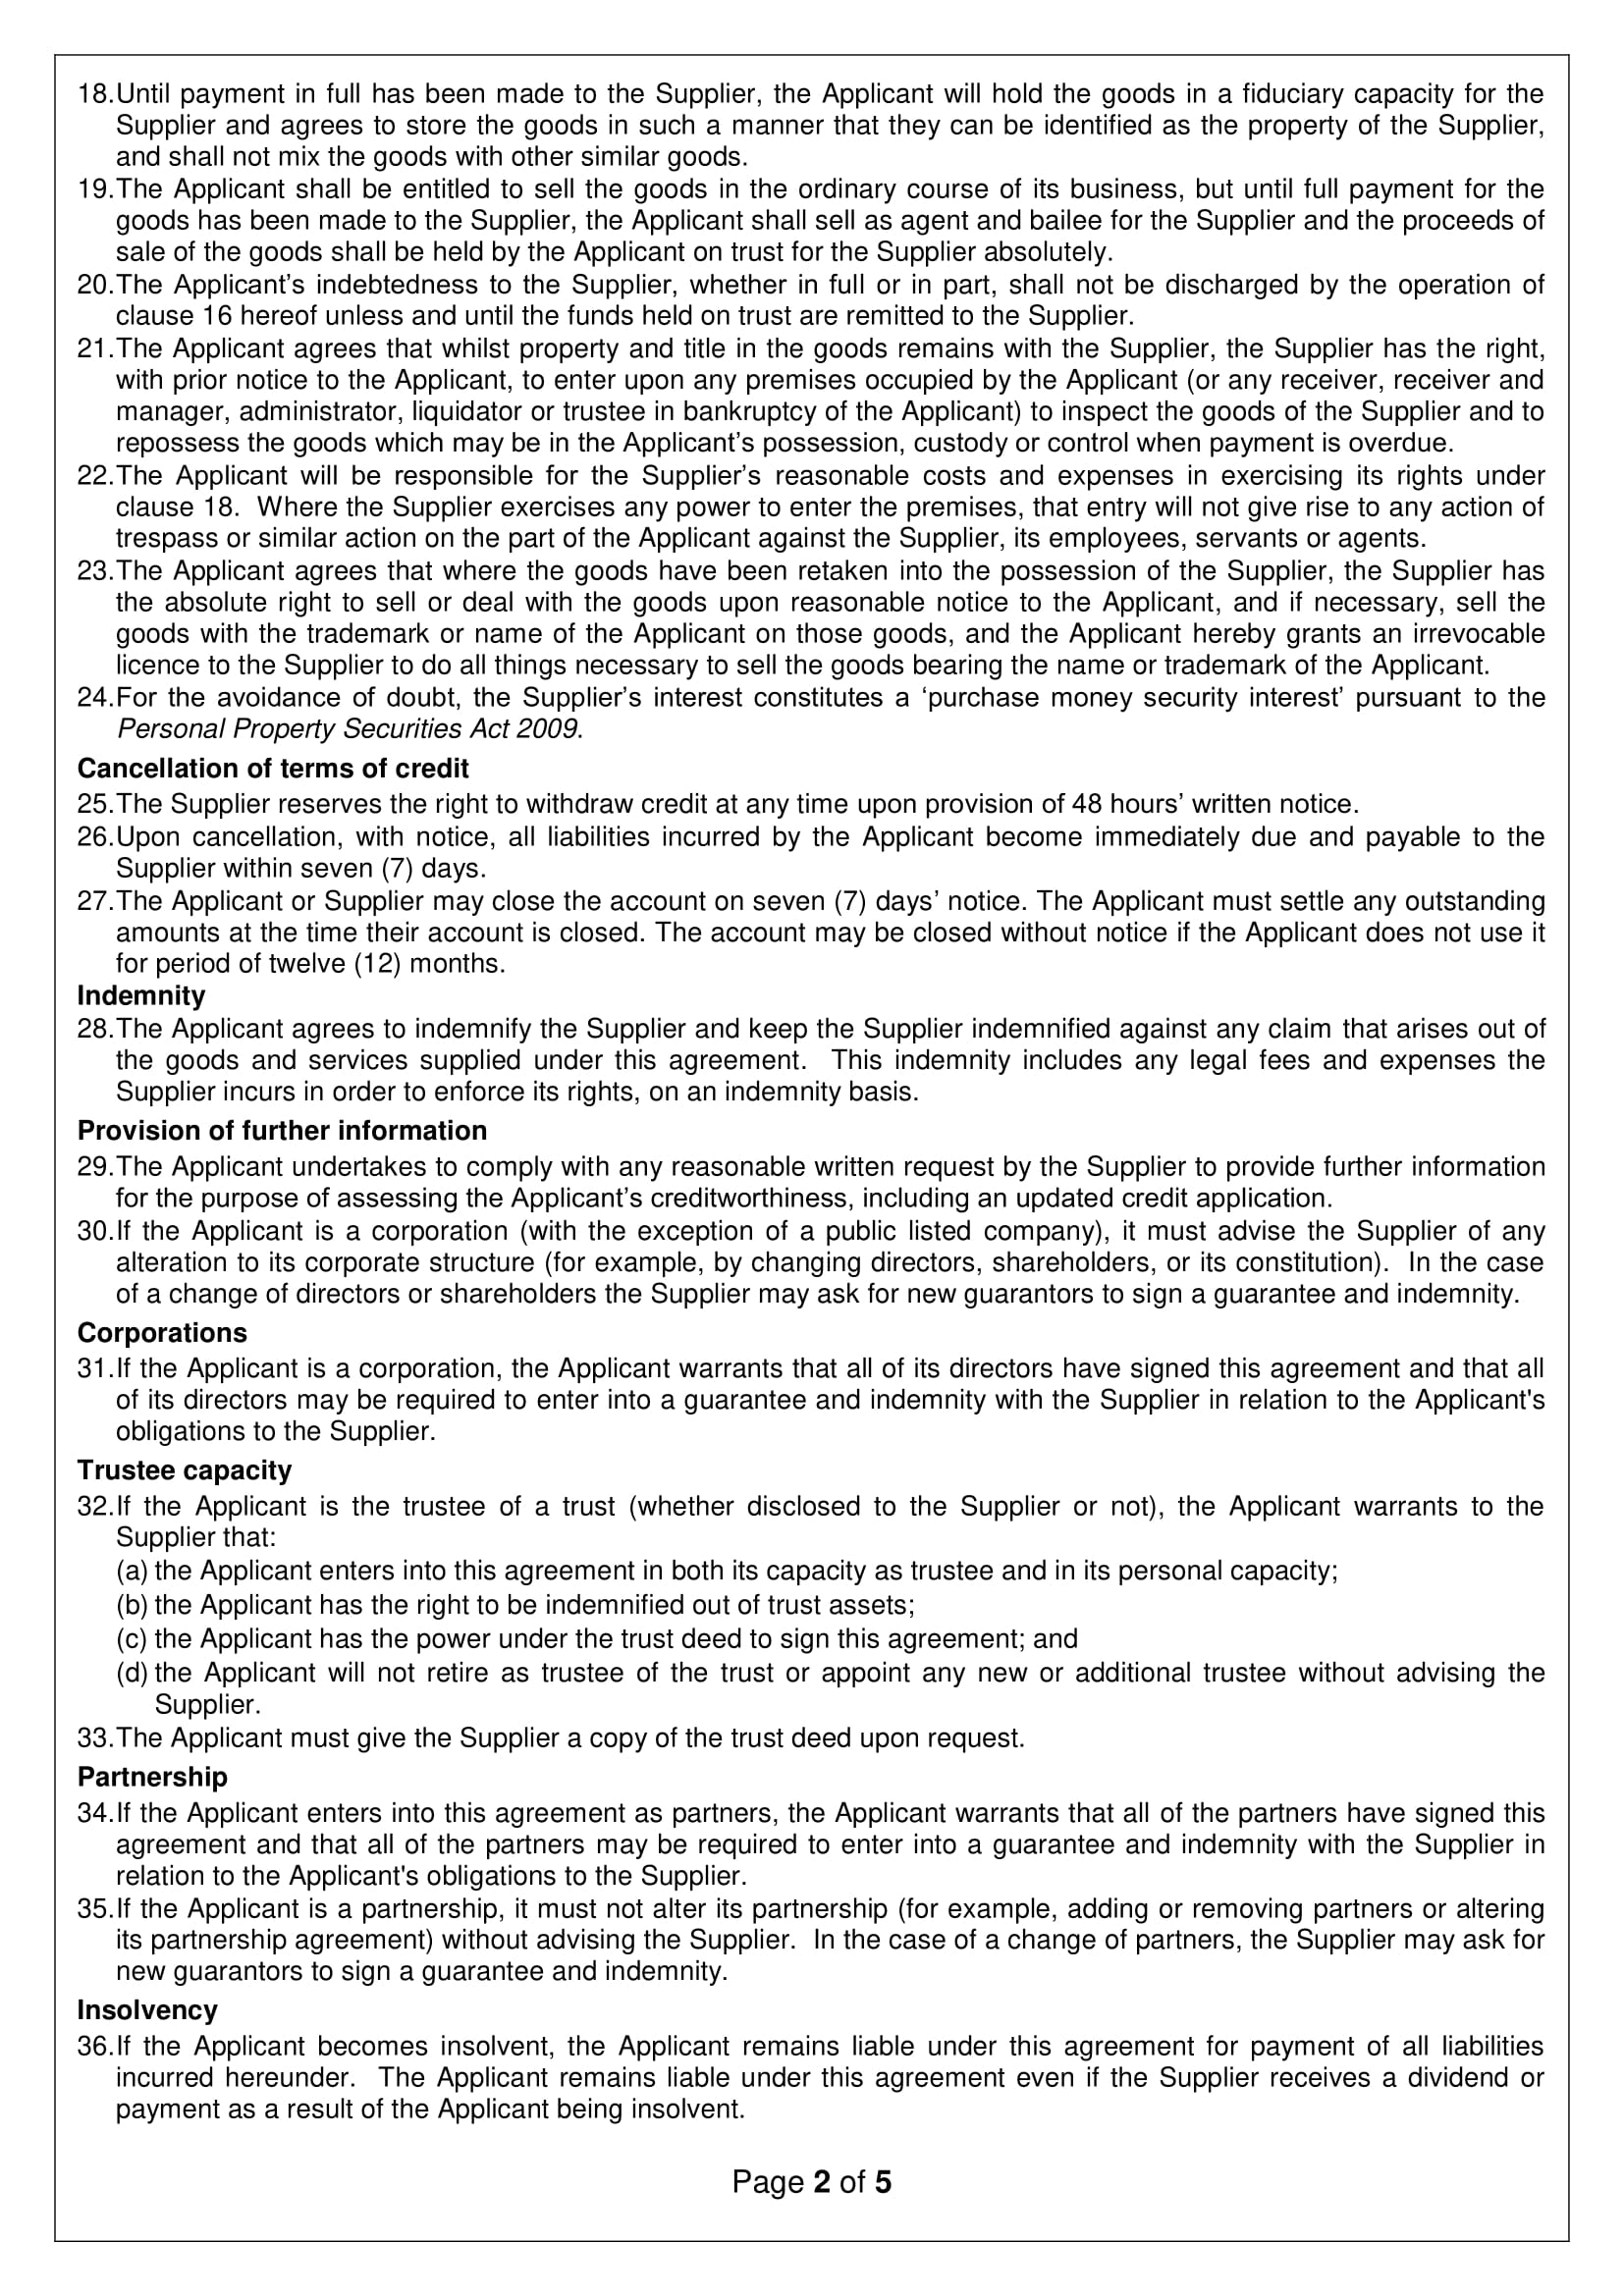 18.Until payment in full has been made to the Supplier, the Applicant will hold the goods in a fiduciary capacity for the
Supplier and agrees to store the goods in such a manner that they can be identified as the property of the Supplier,
and shall not mix the goods with other similar goods.
19.The Applicant shall be entitled to sell the goods in the ordinary course of its business, but until full payment for the
goods has been made to the Supplier, the Applicant shall sell as agent and bailee for the Supplier and the proceeds of
sale of the goods shall be held by the Applicant on trust for the Supplier absolutely.
20.The Applicant’s indebtedness to the Supplier, whether in full or in part, shall not be discharged by the operation of
clause 16 hereof unless and until the funds held on trust are remitted to the Supplier.
21.The Applicant agrees that whilst property and title in the goods remains with the Supplier, the Supplier has the right,
with prior notice to the Applicant, to enter upon any premises occupied by the Applicant (or any receiver, receiver and
manager, administrator, liquidator or trustee in bankruptcy of the Applicant) to inspect the goods of the Supplier and to
repossess the goods which may be in the Applicant’s possession, custody or control when payment is overdue.
22.The Applicant will be responsible for the Supplier’s reasonable costs and expenses in exercising its rights under
clause 18. Where the Supplier exercises any power to enter the premises, that entry will not give rise to any action of
trespass or similar action on the part of the Applicant against the Supplier, its employees, servants or agents.
23.The Applicant agrees that where the goods have been retaken into the possession of the Supplier, the Supplier has
the absolute right to sell or deal with the goods upon reasonable notice to the Applicant, and if necessary, sell the
goods with the trademark or name of the Applicant on those goods, and the Applicant hereby grants an irrevocable
licence to the Supplier to do all things necessary to sell the goods bearing the name or trademark of the Applicant.
24.For the avoidance of doubt, the Supplier’s interest constitutes a ‘purchase money security interest’ pursuant to the
Personal Property Securities Act 2009.
Cancellation of terms of credit
25.The Supplier reserves the right to withdraw credit at any time upon provision of 48 hours’ written notice.
26.Upon cancellation, with notice, all liabilities incurred by the Applicant become immediately due and payable to the
Supplier within seven (7) days.
27.The Applicant or Supplier may close the account on seven (7) days’ notice. The Applicant must settle any outstanding
amounts at the time their account is closed. The account may be closed without notice if the Applicant does not use it
for period of twelve (12) months.
Indemnity
28.The Applicant agrees to indemnify the Supplier and keep the Supplier indemnified against any claim that arises out of
the goods and services supplied under this agreement. This indemnity includes any legal fees and expenses the
Supplier incurs in order to enforce its rights, on an indemnity basis.
Provision of further information
29.The Applicant undertakes to comply with any reasonable written request by the Supplier to provide further information
for the purpose of assessing the Applicant’s creditworthiness, including an updated credit application.
30.If the Applicant is a corporation (with the exception of a public listed company), it must advise the Supplier of any
alteration to its corporate structure (for example, by changing directors, shareholders, or its constitution). In the case
of a change of directors or shareholders the Supplier may ask for new guarantors to sign a guarantee and indemnity.
Corporations
31.If the Applicant is a corporation, the Applicant warrants that all of its directors have signed this agreement and that all
of its directors may be required to enter into a guarantee and indemnity with the Supplier in relation to the Applicant's
obligations to the Supplier.
Trustee capacity
32.If the Applicant is the trustee of a trust (whether disclosed to the Supplier or not), the Applicant warrants to the
Supplier that:
(a) the Applicant enters into this agreement in both its capacity as trustee and in its personal capacity;
(b) the Applicant has the right to be indemnified out of trust assets;
(c) the Applicant has the power under the trust deed to sign this agreement; and
(d) the Applicant will not retire as trustee of the trust or appoint any new or additional trustee without advising the
Supplier.
33.The Applicant must give the Supplier a copy of the trust deed upon request.
Partnership
34.If the Applicant enters into this agreement as partners, the Applicant warrants that all of the partners have signed this
agreement and that all of the partners may be required to enter into a guarantee and indemnity with the Supplier in
relation to the Applicant's obligations to the Supplier.
35.If the Applicant is a partnership, it must not alter its partnership (for example, adding or removing partners or altering
its partnership agreement) without advising the Supplier. In the case of a change of partners, the Supplier may ask for
new guarantors to sign a guarantee and indemnity.
Insolvency
36.If the Applicant becomes insolvent, the Applicant remains liable under this agreement for payment of all liabilities
incurred hereunder. The Applicant remains liable under this agreement even if the Supplier receives a dividend or
payment as a result of the Applicant being insolvent.
Page 2 of 5